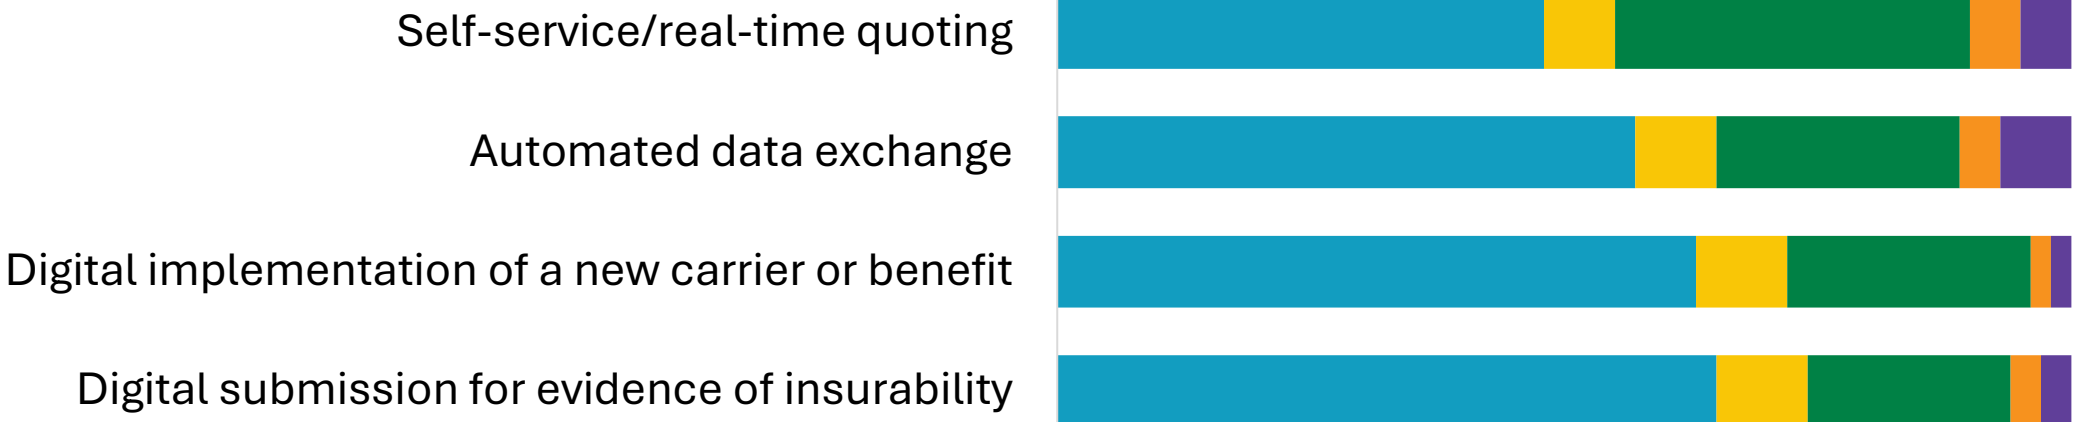 Self-service/real-time quoting
Automated data exchange
Digital implementation of a new carrier or benefit
Digital submission for evidence of insurability